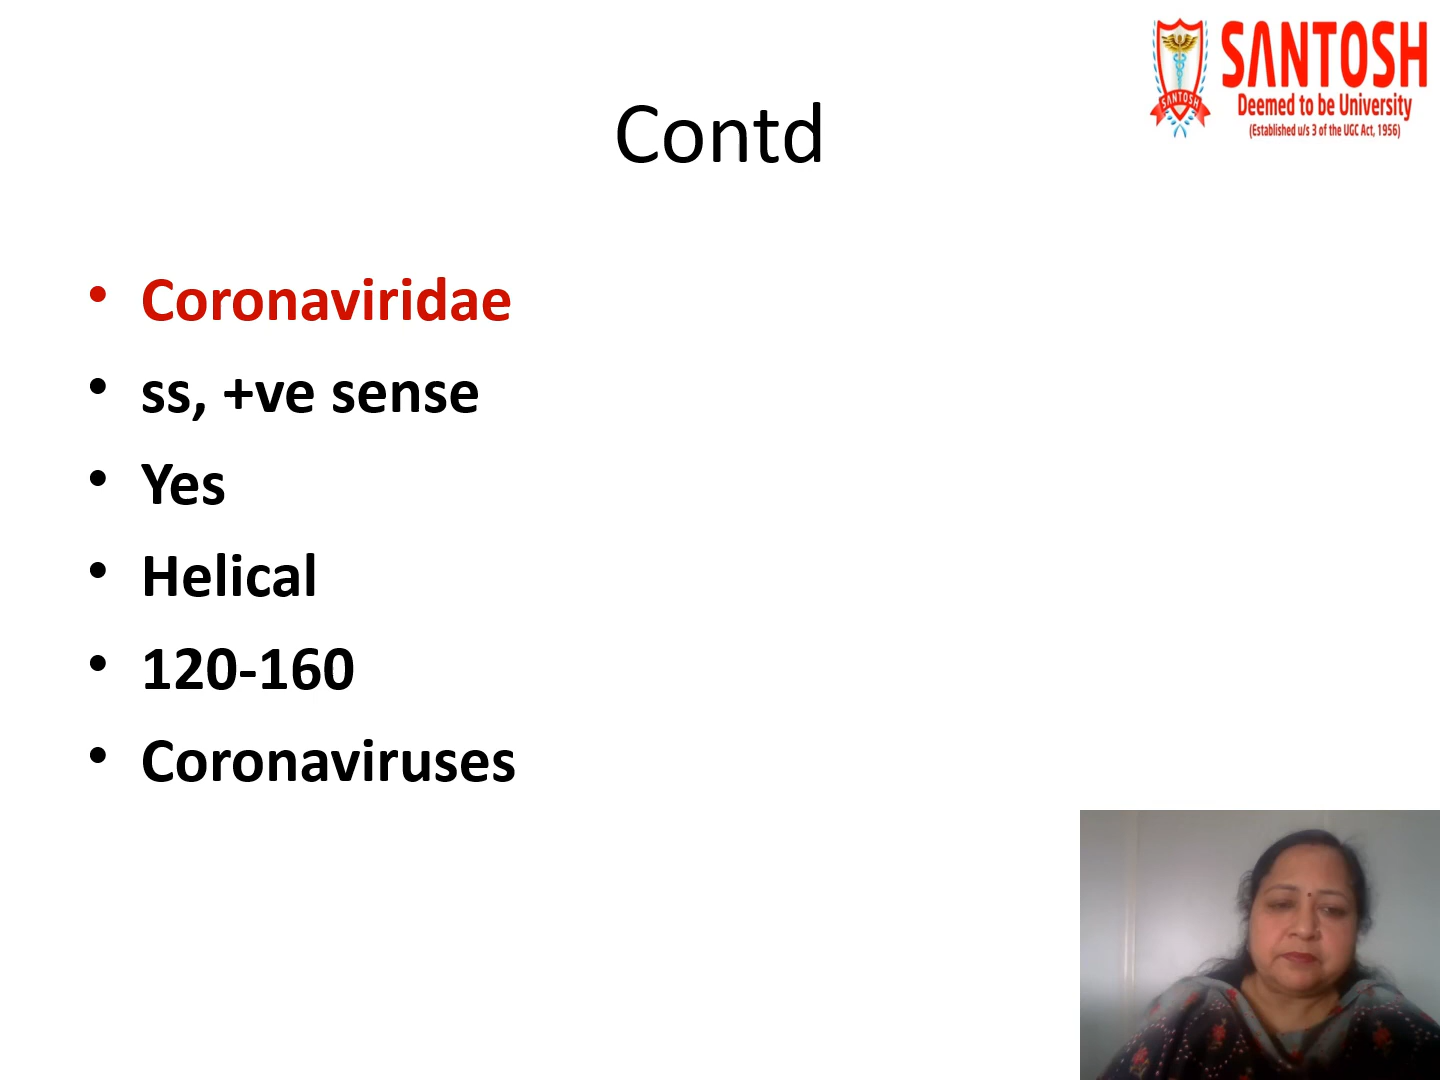 SANTOSH
Deemed to be University
(Established u/s 3 of the UGC Act, 1956)
SANTOSH
Contd
• Coronaviridae
• ss, +ve sense
• Yes
• Helical
• 120-160
• Coronaviruses